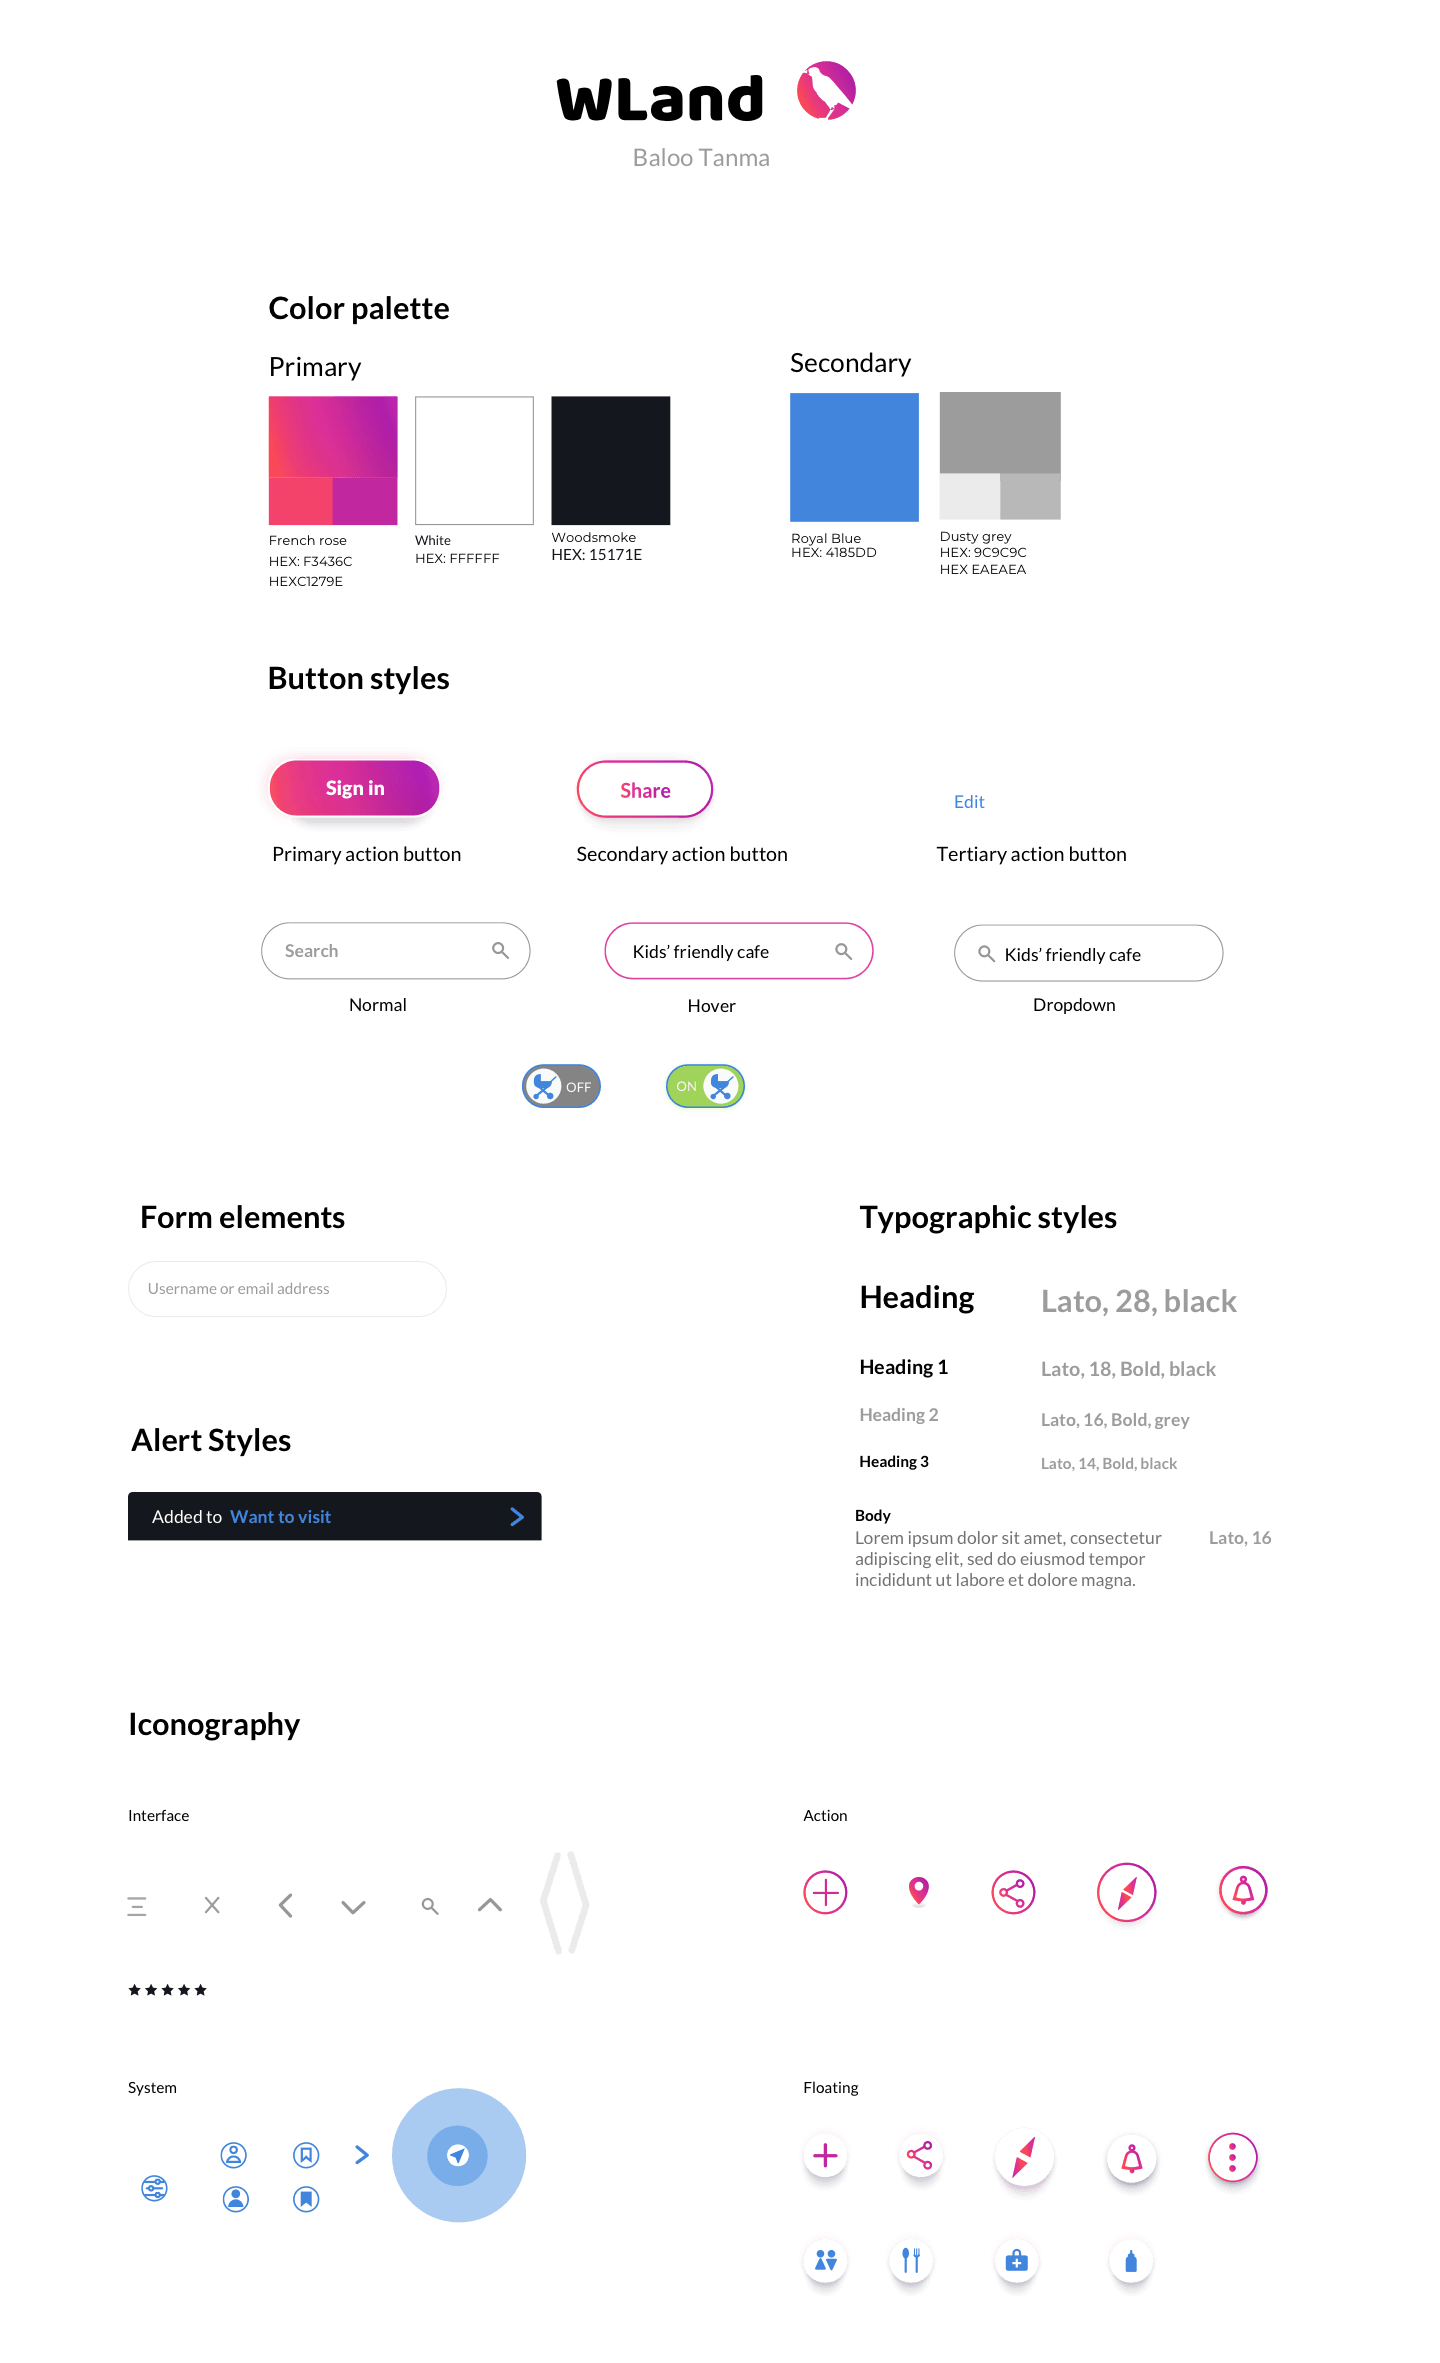 WLand
Baloo Tanma
Color palette
Primary
Secondary
French rose
HEX: F3436C
HEXC1279E
White
HEX: FFFFFF
Woodsmoke
HEX: 15171E
Royal Blue
HEX: 4185DD
Dusty grey
HEX: 9C9C9C
HEX EAEAEA
Button styles
Sign in
Share
Edit
Primary action button
Secondary action button
Tertiary action button
Search
Kids' friendly cafe
Kids' friendly cafe
Normal
Hover
Dropdown
OFF
ON
Form elements
Username or email address
Alert Styles
Added to Want to visit
Typographic styles
Heading
Lato, 28, black
Heading 1
Lato, 18, Bold, black
Heading 2
Lato, 16, Bold, grey
Heading 3
Lato, 14, Bold, black
Body
Lorem ipsum dolor sit amet, consectetur
adipiscing elit, sed do eiusmod tempor
incididunt ut labore et dolore magna.
Lato, 16
Iconography
Interface
Action
System
Floating